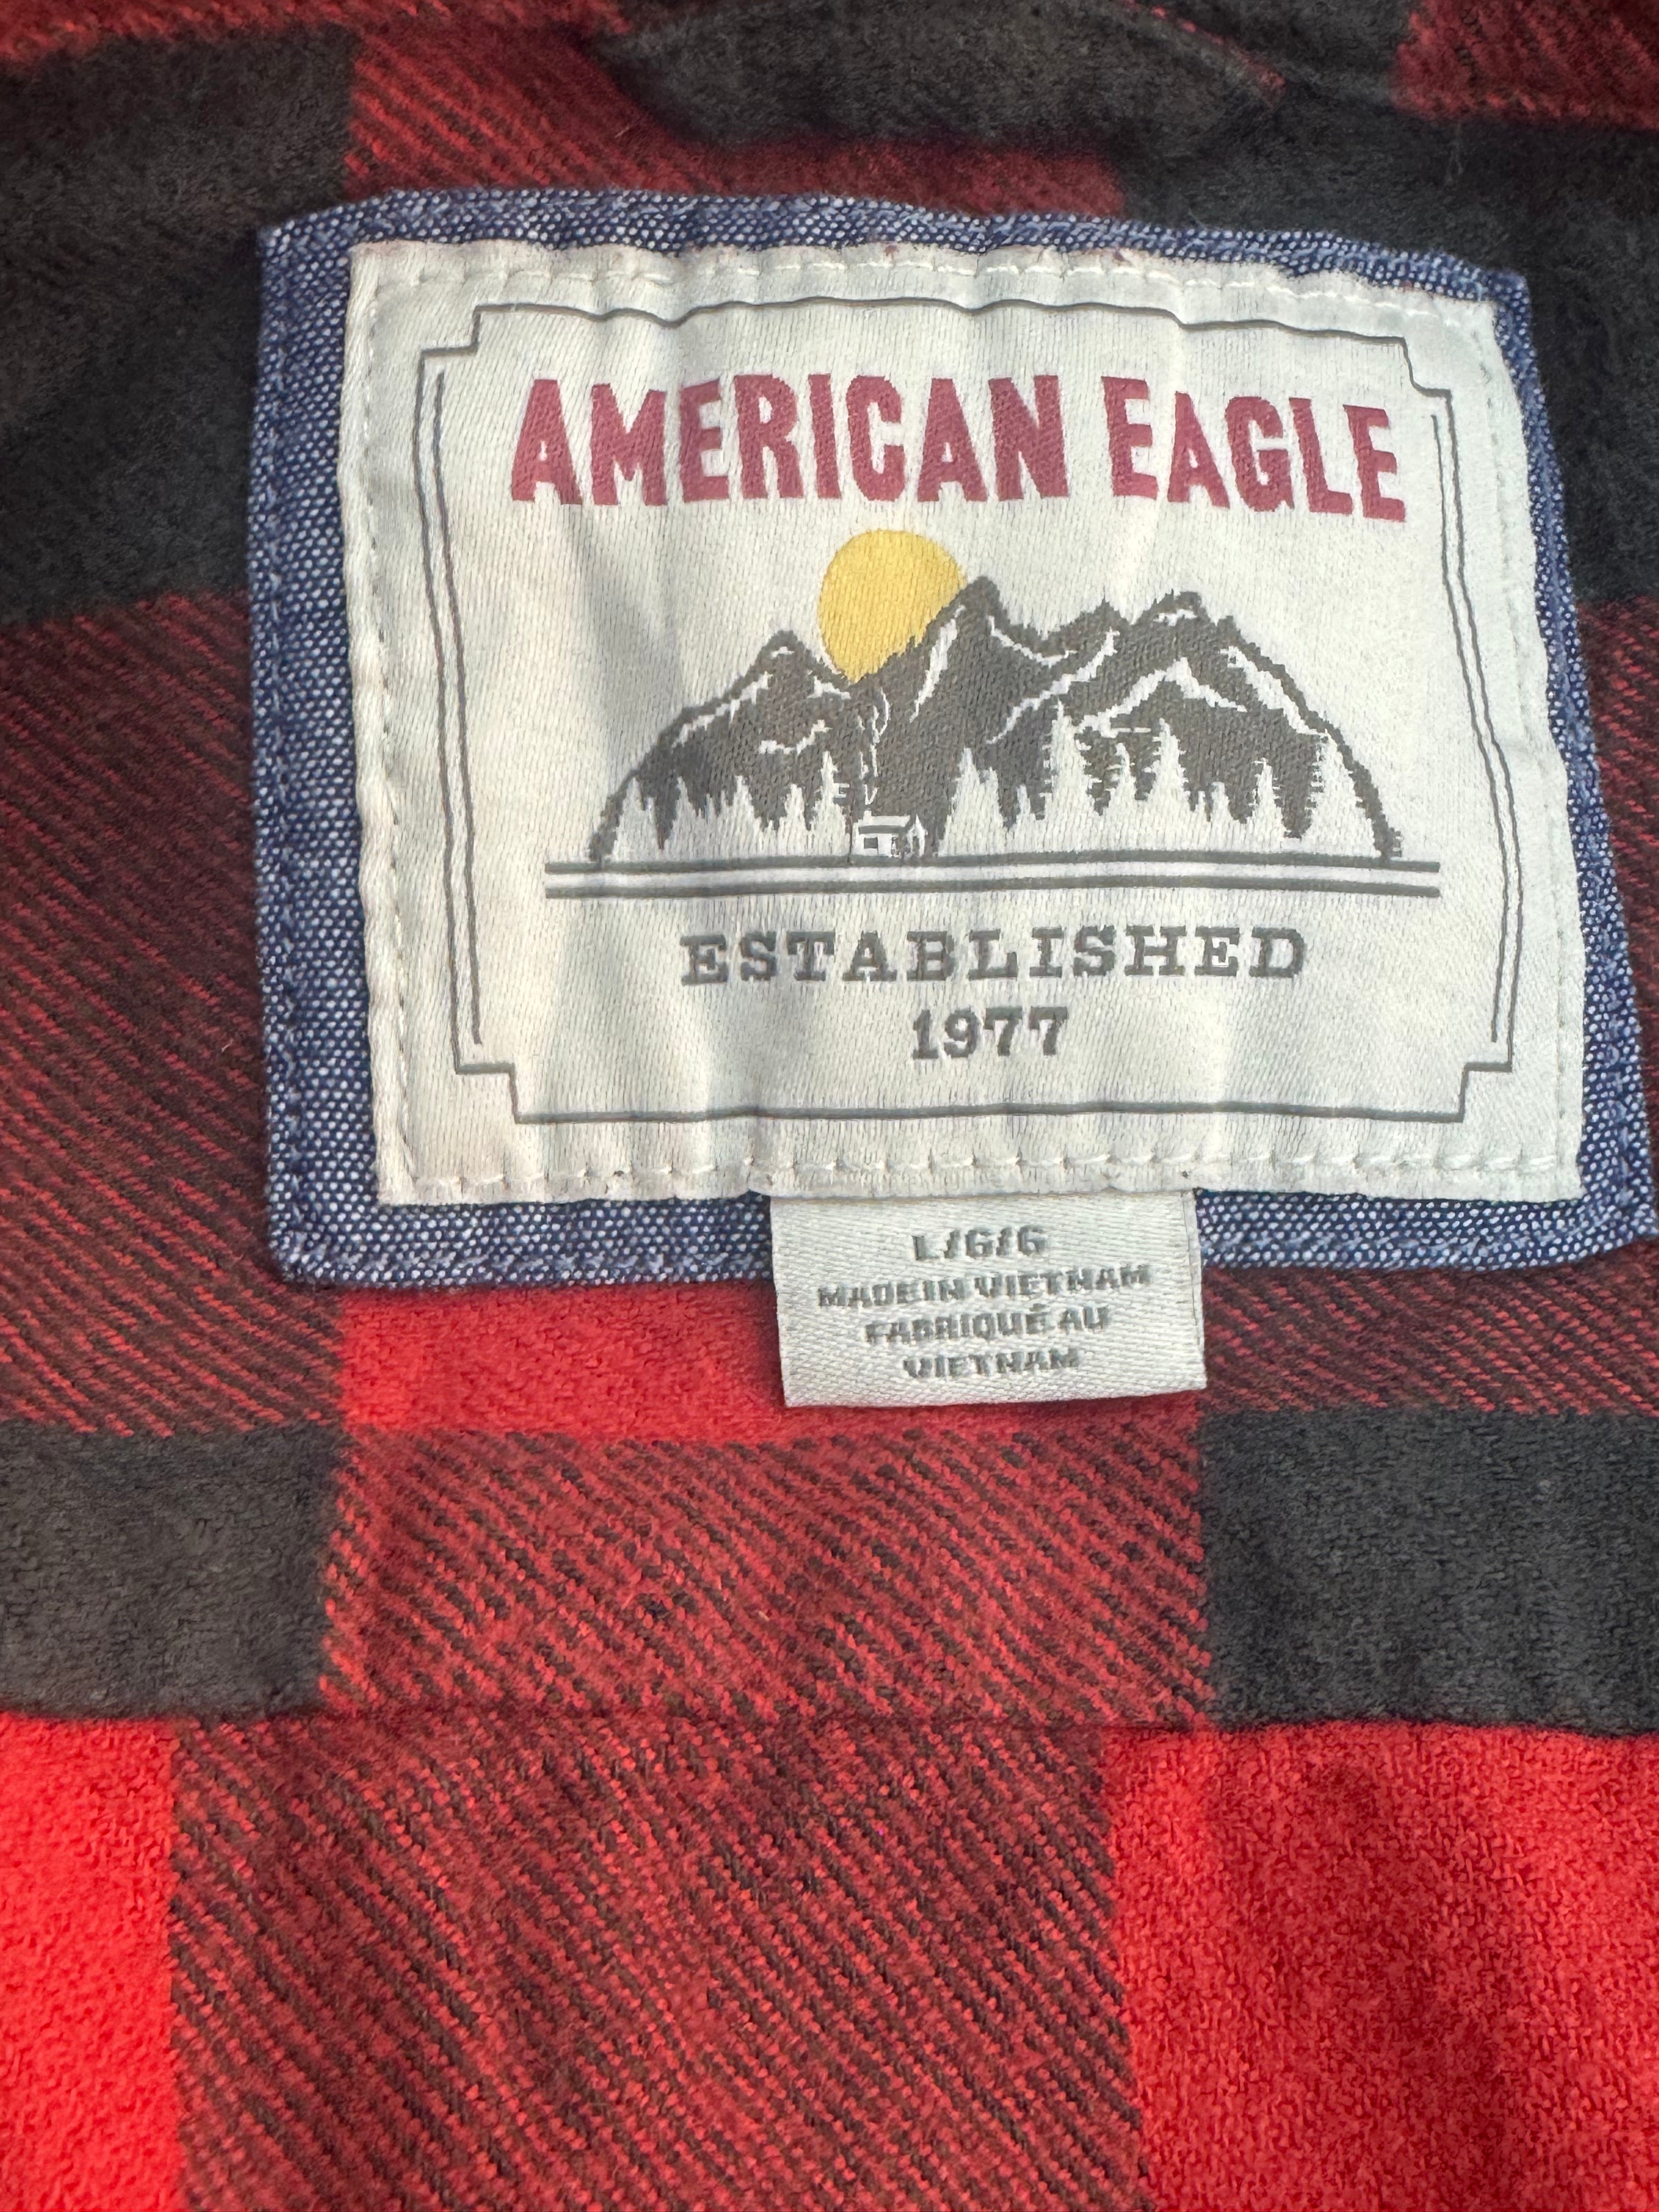 AMERICAN EAGLE
ESTABLISHED
1977
L/G/G
MADE IN VIETNAM
FABRIQUÉ AU
VIETNAM